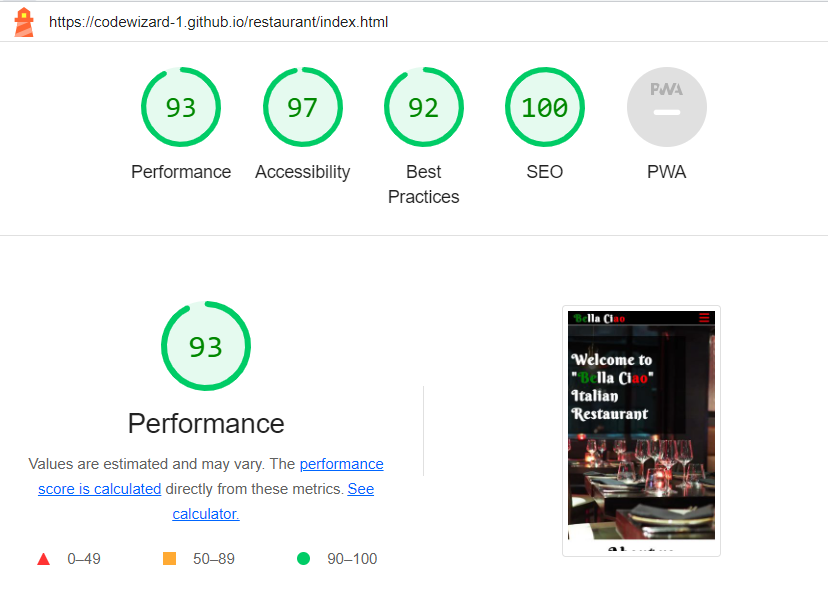 https://codewizard-1.github.io/restaurant/index.html
93
97
92
100
PWA
Performance
Accessibility
Best
Practices
SEO
PWA
93
Performance
Values are estimated and may vary. The performance
score is calculated directly from these metrics. See
calculator.
0–49
50–89
90–100
Bella Ciao
Welcome to
"Bella Ciao"
Italian
Restaurant
About us